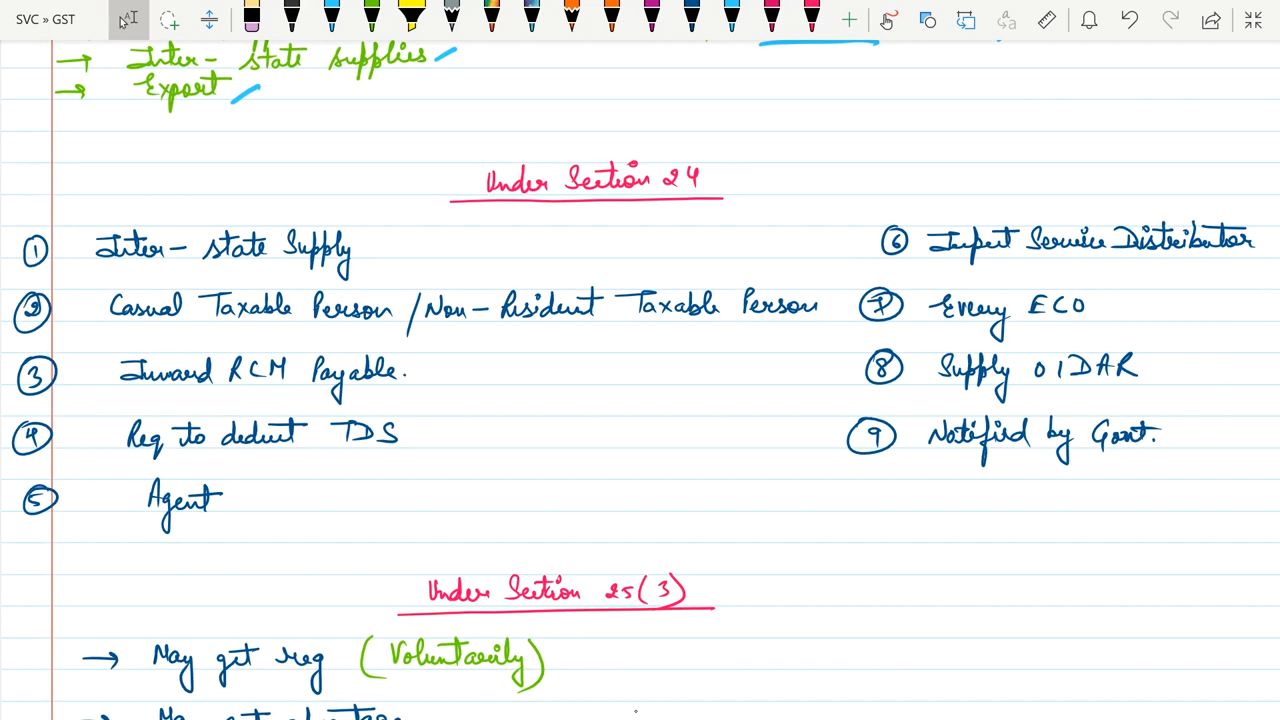 SVC » GST
→ Inter - State supplies
→ Export
Under Section 24
① Inter - State Supply
② Casual Taxable Person / Non - Resident Taxable Person
③ Inward RCM Payable.
④ Req to deduct TDS
⑤ Agent
⑥ Input Service Distributor
⑦ Every ECO
⑧ Supply OIDAR
⑨ Notified by Govt.
Under Section 25(3)
→ May get reg (Voluntarily)